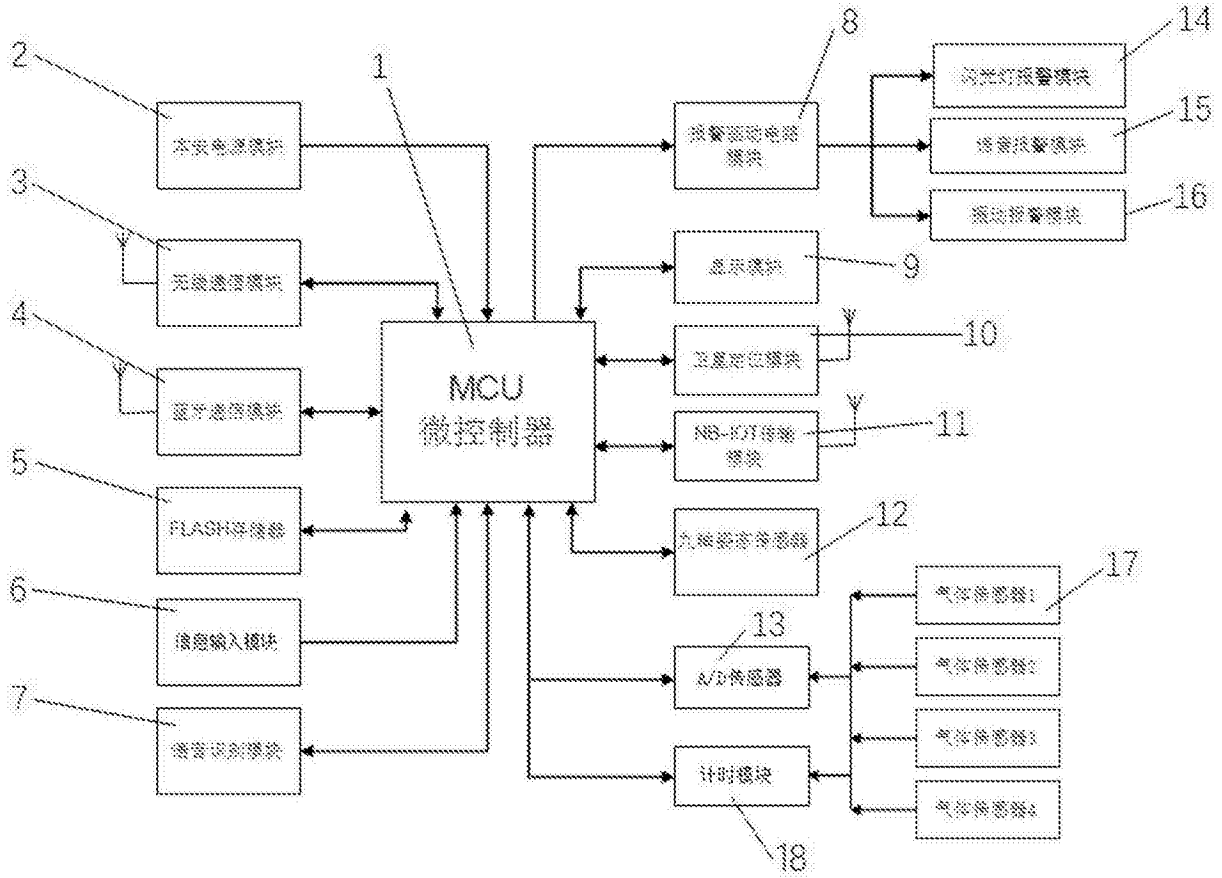 2
本安电源模块
3
无线通信模块
4
蓝牙通信模块
5
FLASH存储器
6
信息输入模块
7
语音识别模块
1
MCU
微控制器
8
报警驱动电路
模块
9
显示模块
10
卫星定位模块
11
NB-IOT传输
模块
12
九轴姿态传感器
13
A/D传感器
18
计时模块
14
闪光灯报警模块
15
语音报警模块
16
振动报警模块
17
气体传感器1
气体传感器2
气体传感器3
气体传感器4